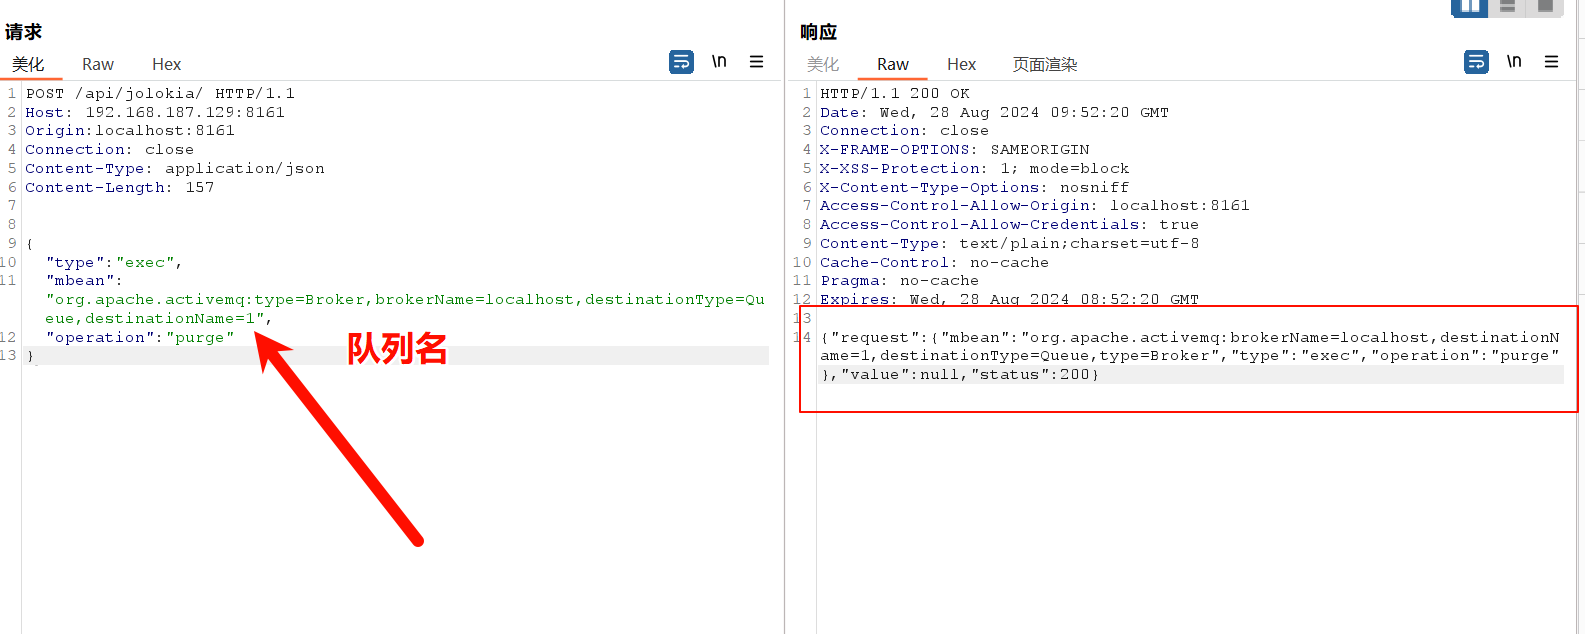 请求
美化 Raw Hex \n
1 POST /api/jolokia/ HTTP/1.1
2 Host: 192.168.187.129:8161
3 Origin:localhost:8161
4 Connection: close
5 Content-Type: application/json
6 Content-Length: 157
7
8
9 {
10 "type":"exec",
11 "mbean":
"org.apache.activemq:type=Broker,brokerName=localhost,destinationType=Qu
eue,destinationName=1",
12 "operation":"purge"
13 }
队列名
响应
美化 Raw Hex 页面渲染 \n
1 HTTP/1.1 200 OK
2 Date: Wed, 28 Aug 2024 09:52:20 GMT
3 Connection: close
4 X-FRAME-OPTIONS: SAMEORIGIN
5 X-XSS-Protection: 1; mode=block
6 X-Content-Type-Options: nosniff
7 Access-Control-Allow-Origin: localhost:8161
8 Access-Control-Allow-Credentials: true
9 Content-Type: text/plain;charset=utf-8
10 Cache-Control: no-cache
11 Pragma: no-cache
12 Expires: Wed, 28 Aug 2024 08:52:20 GMT
13
14 {"request":{"mbean":"org.apache.activemq:brokerName=localhost,destinationN
ame=1,destinationType=Queue,type=Broker","type":"exec","operation":"purge"
},"value":null,"status":200}